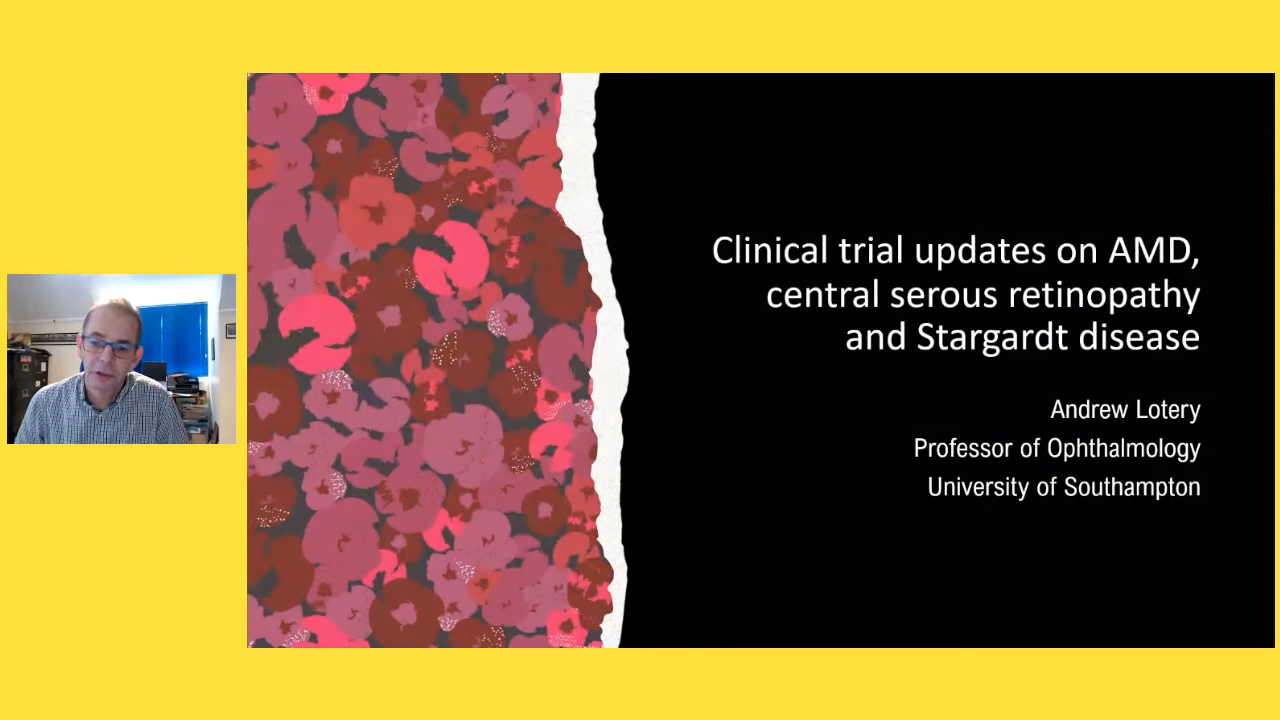 Clinical trial updates on AMD,
central serous retinopathy
and Stargardt disease
Andrew Lotery
Professor of Ophthalmology
University of Southampton